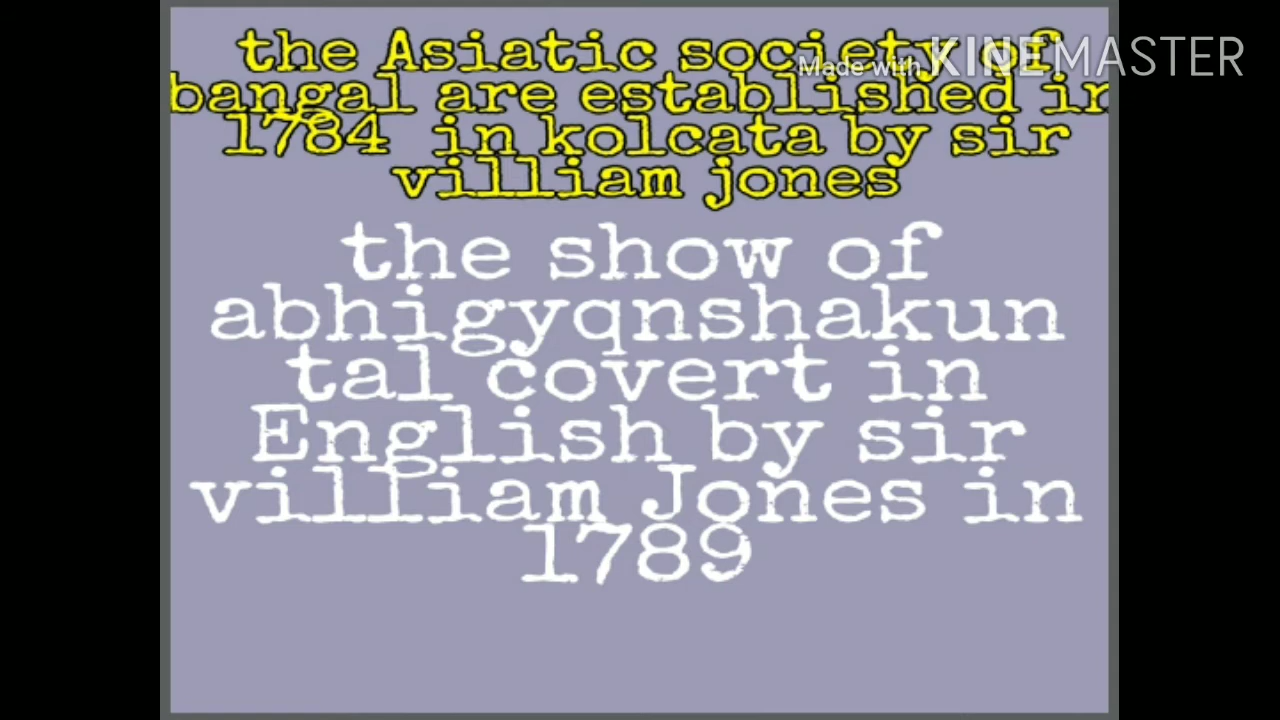 the Asiatic society of
Made with KINEMASTER
bangal are established in
1784 in kolcata by sir
villiam jones
the show of
abhigyqnshakun
tal covert in
English by sir
villiam Jones in
1789